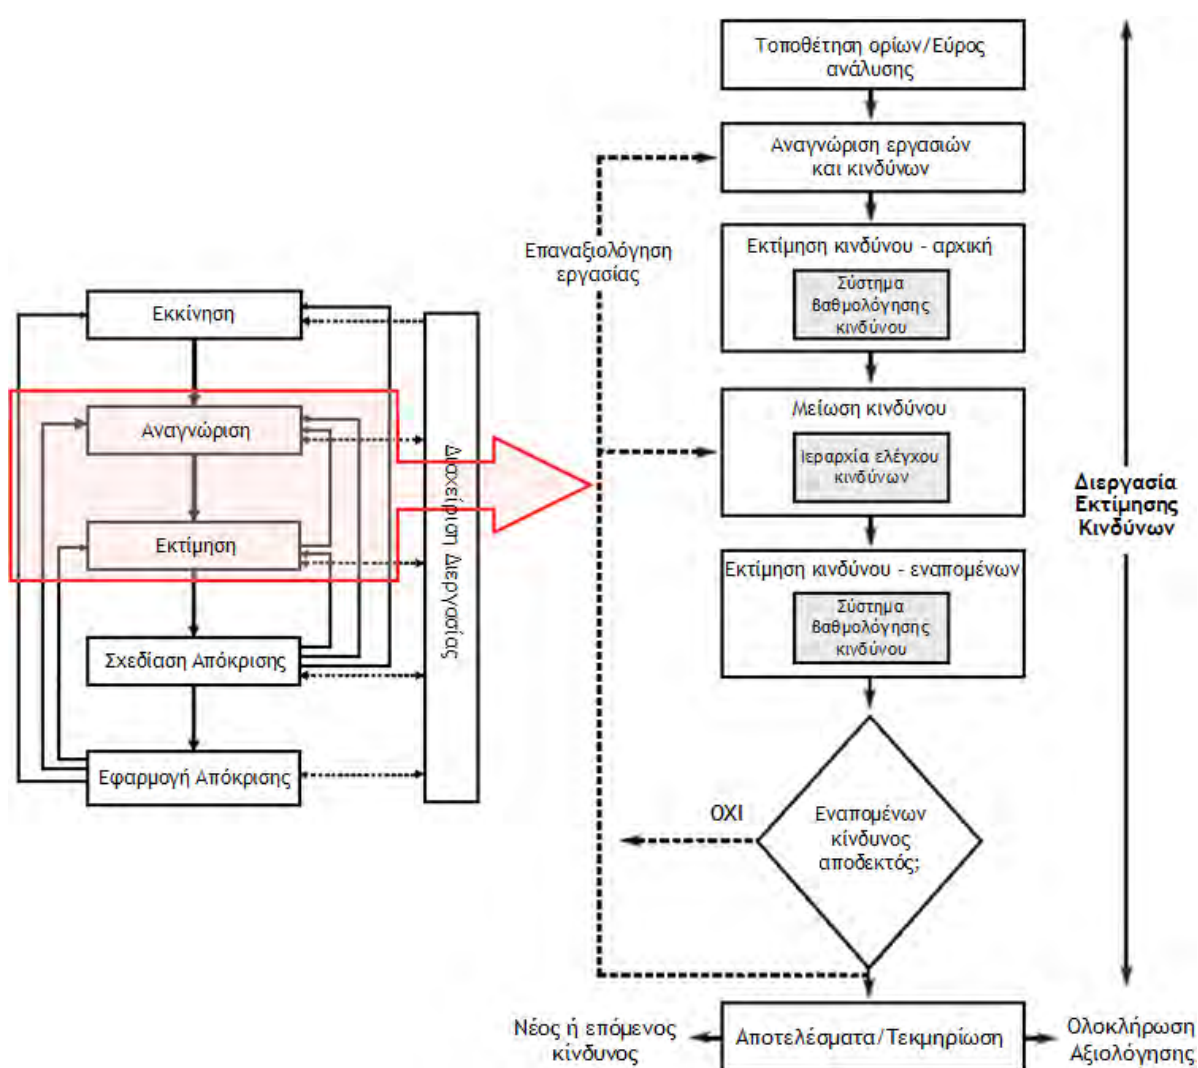 Εκκίνηση
Αναγνώριση
Εκτίμηση
Σχεδίαση Απόκρισης
Εφαρμογή Απόκρισης
Διαχείριση Διεργασίας
Τοποθέτηση ορίων/Εύρος
ανάλυσης
Αναγνώριση εργασιών
και κινδύνων
Επαναξιολόγηση
εργασίας
Εκτίμηση κινδύνου - αρχική
Σύστημα
βαθμολόγησης
κινδύνου
Μείωση κινδύνου
Ιεραρχία ελέγχου
κινδύνων
Εκτίμηση κινδύνου - εναπομένων
Σύστημα
βαθμολόγησης
κινδύνου
ΟΧΙ
Εναπομένων
κίνδυνος
αποδεκτός;
Νέος ή επόμενος
κίνδυνος
Αποτελέσματα/Τεκμηρίωση
Ολοκλήρωση
Αξιολόγησης
Διεργασία
Εκτίμησης
Κινδύνων